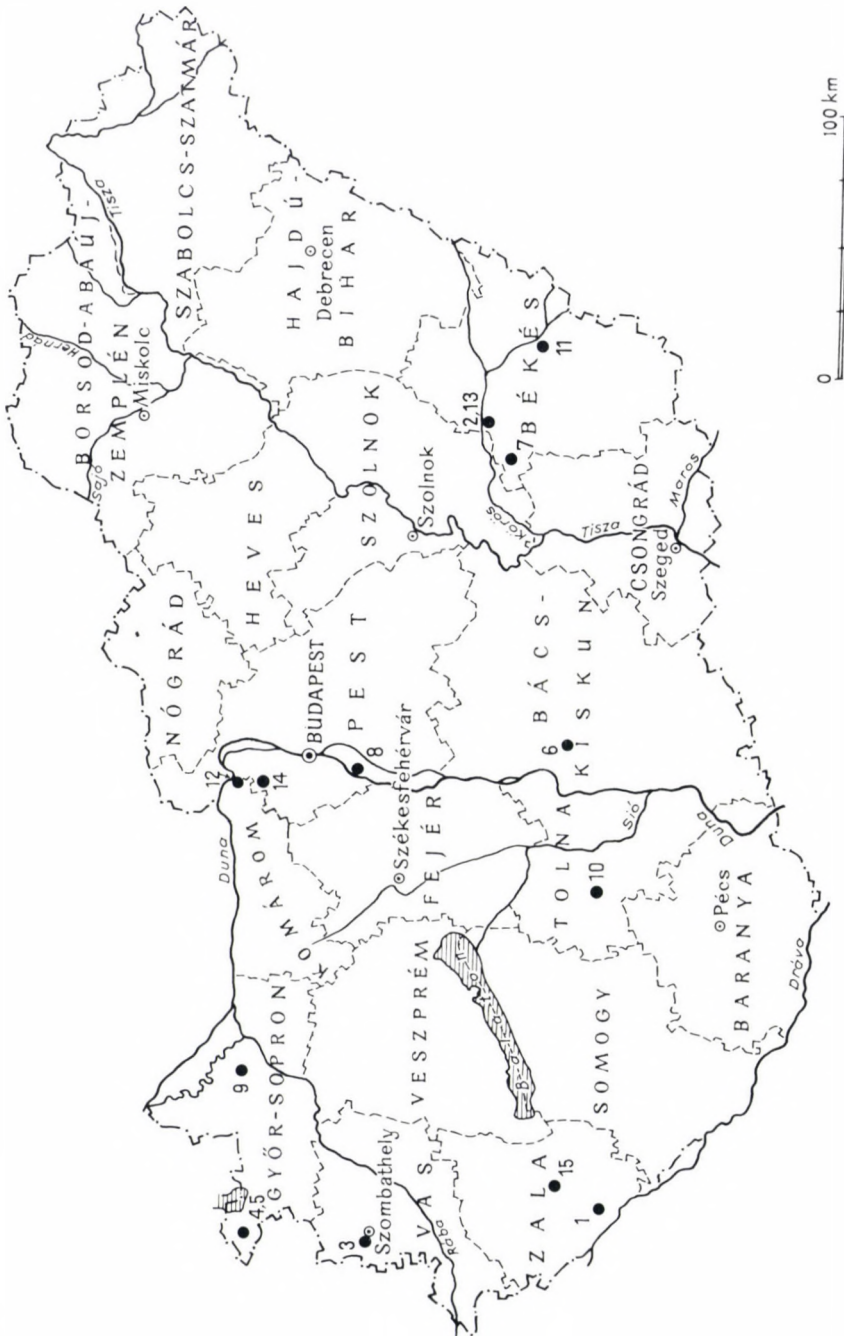 BORSOD-ABAÚJ-
ZEMPLÉN
SZABOLCS-SZATMÁR
Tisza
Hernád
Sajó
Miskolc
NÓGRÁD
HEVES
HAJDÚ-
BIHAR
Debrecen
SZOLNOK
Szolnok
PEST
BUDAPEST
Duna
12
14
8
KOMÁROM
GYŐR-SOPRON
9
4,5
Szombathely
3
VAS
Rába
VESZPRÉM
Székesfehérvár
FEJÉR
Balaton
ZALA
15
1
SOMOGY
TOLNA
10
Sió
BÁCS-
KISKUN
6
Duna
Pécs
BARANYA
Dráva
CSONGRÁD
Szeged
Tisza
Maros
Körös
BÉKÉS
2,13
7
11
0
100 km